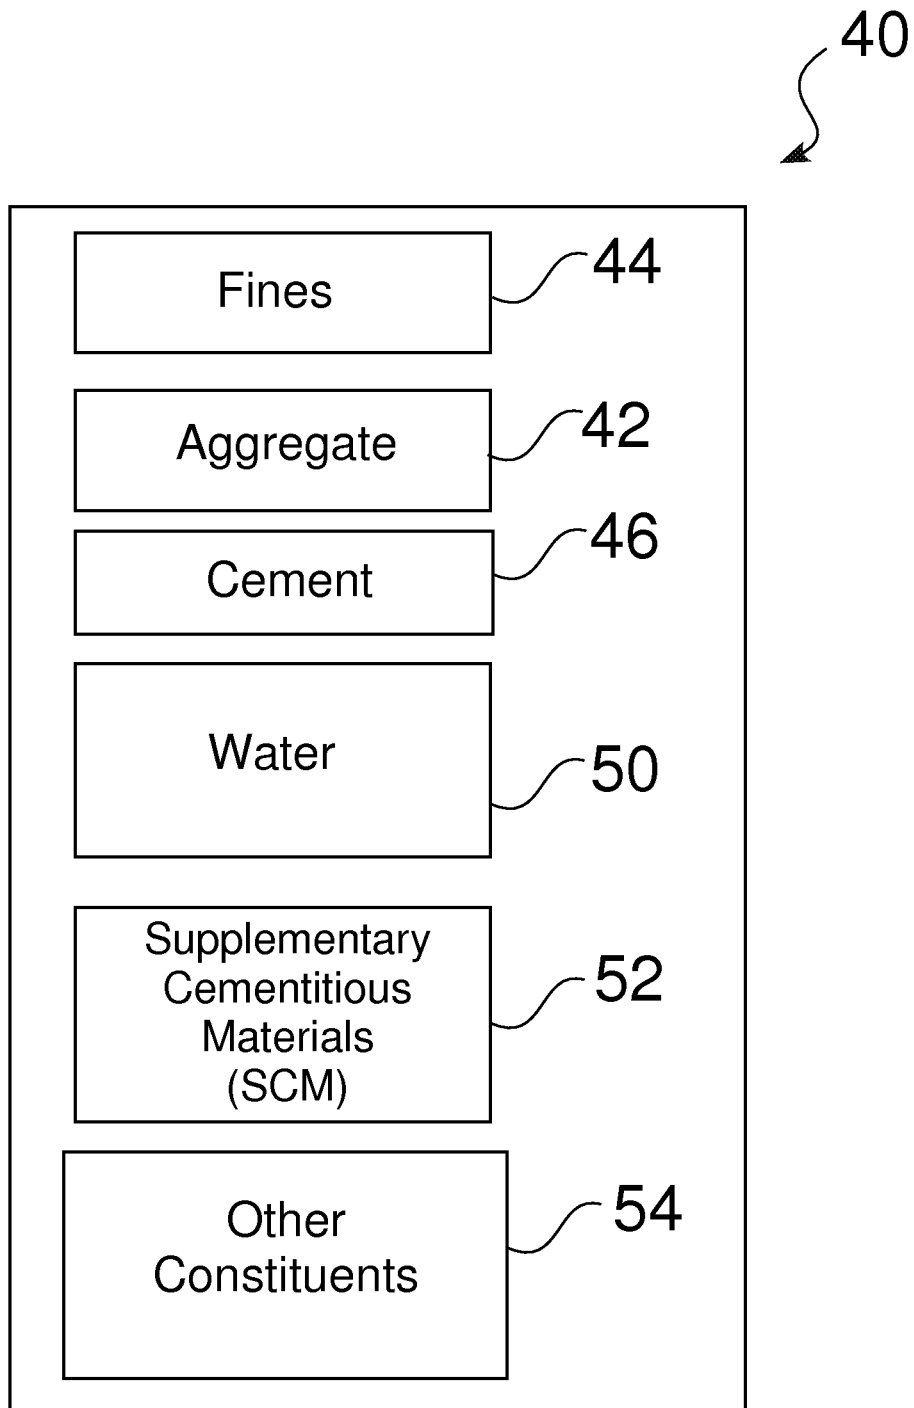 40
Fines
44
Aggregate
42
Cement
46
Water
50
Supplementary
Cementitious
Materials
(SCM)
52
Other
Constituents
54